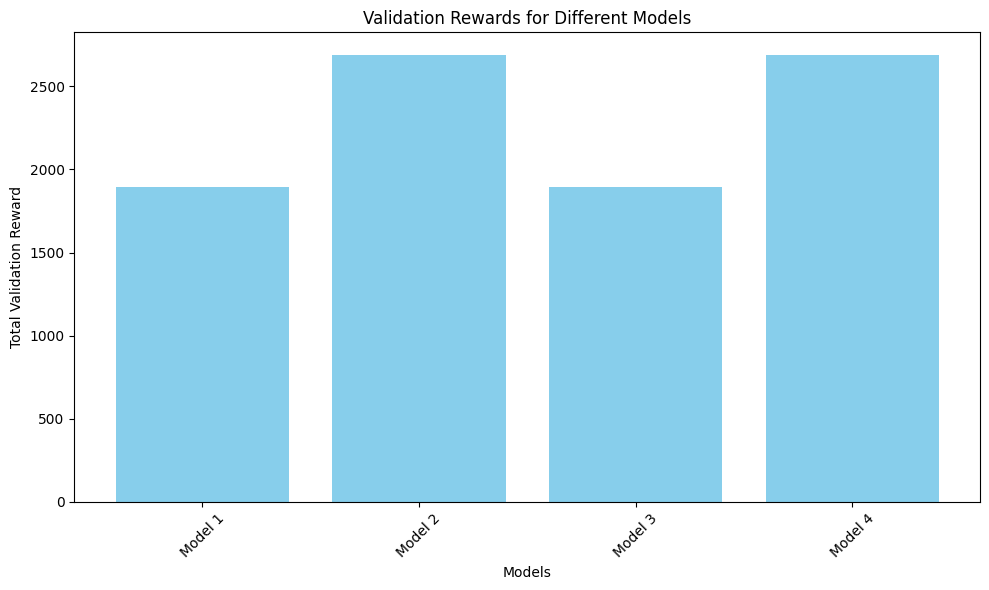 Validation Rewards for Different Models
Total Validation Reward
2500
2000
1500
1000
500
0
Model 1
Model 2
Model 3
Model 4
Models